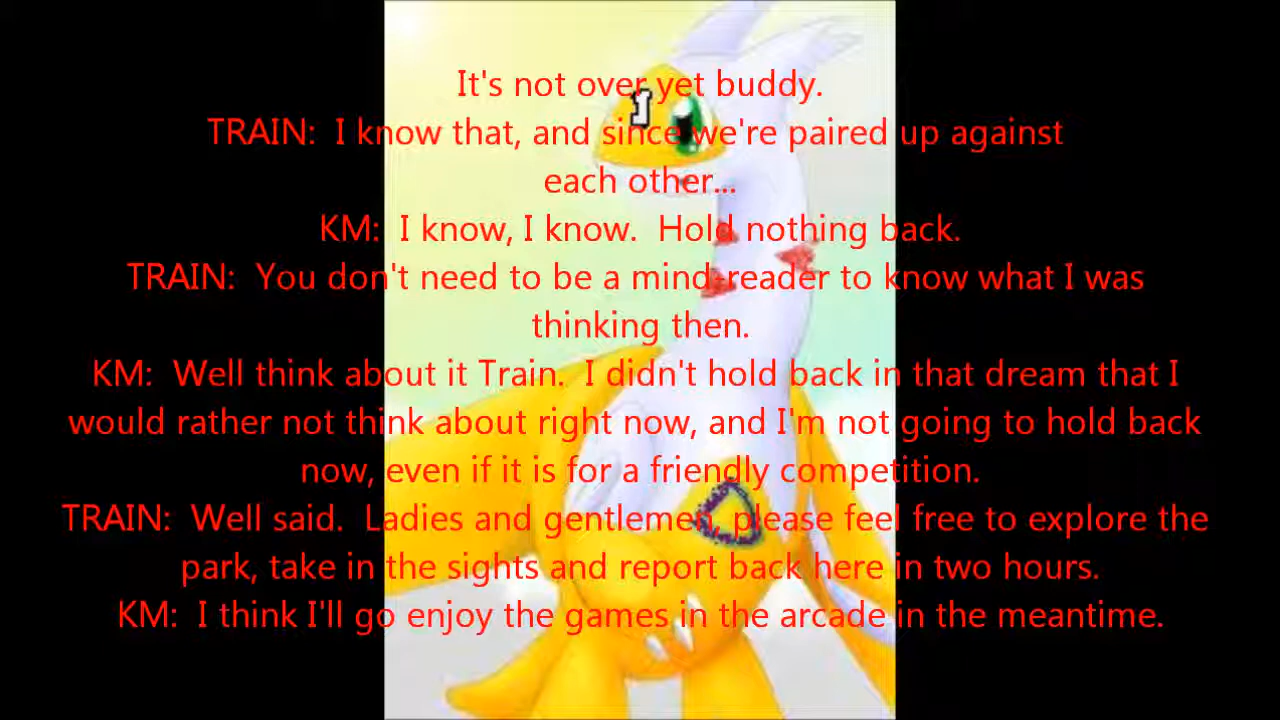 It's not over yet buddy.
TRAIN:  I know that, and since we're paired up against
each other...
KM:  I know, I know.  Hold nothing back.
TRAIN:  You don't need to be a mind-reader to know what I was
thinking then.
KM:  Well think about it Train.  I didn't hold back in that dream that I
would rather not think about right now, and I'm not going to hold back
now, even if it is for a friendly competition.
TRAIN:  Well said.  Ladies and gentlemen, please feel free to explore the
park, take in the sights and report back here in two hours.
KM:  I think I'll go enjoy the games in the arcade in the meantime.